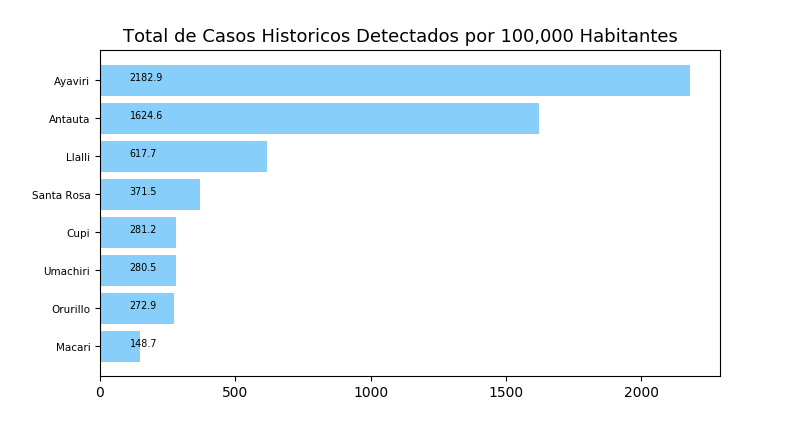 Total de Casos Historicos Detectados por 100,000 Habitantes
Ayaviri 2182.9
Antauta 1624.6
Llalli 617.7
Santa Rosa 371.5
Cupi 281.2
Umachiri 280.5
Orurillo 272.9
Macari 148.7
0 500 1000 1500 2000